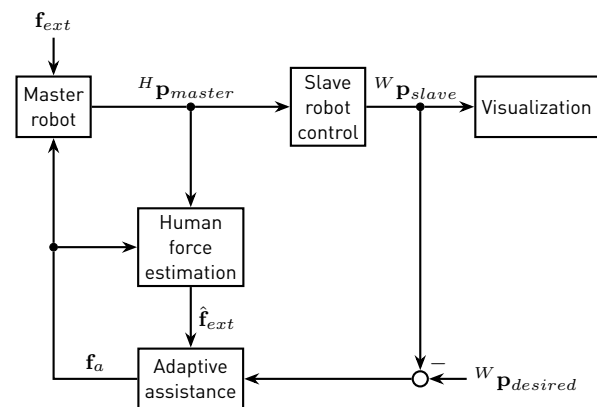 f_ext
Master
robot
^H p_master
Slave
robot
control
^W p_slave
Visualization
Human
force
estimation
f̂_ext
f_a
Adaptive
assistance
−
^W p_desired